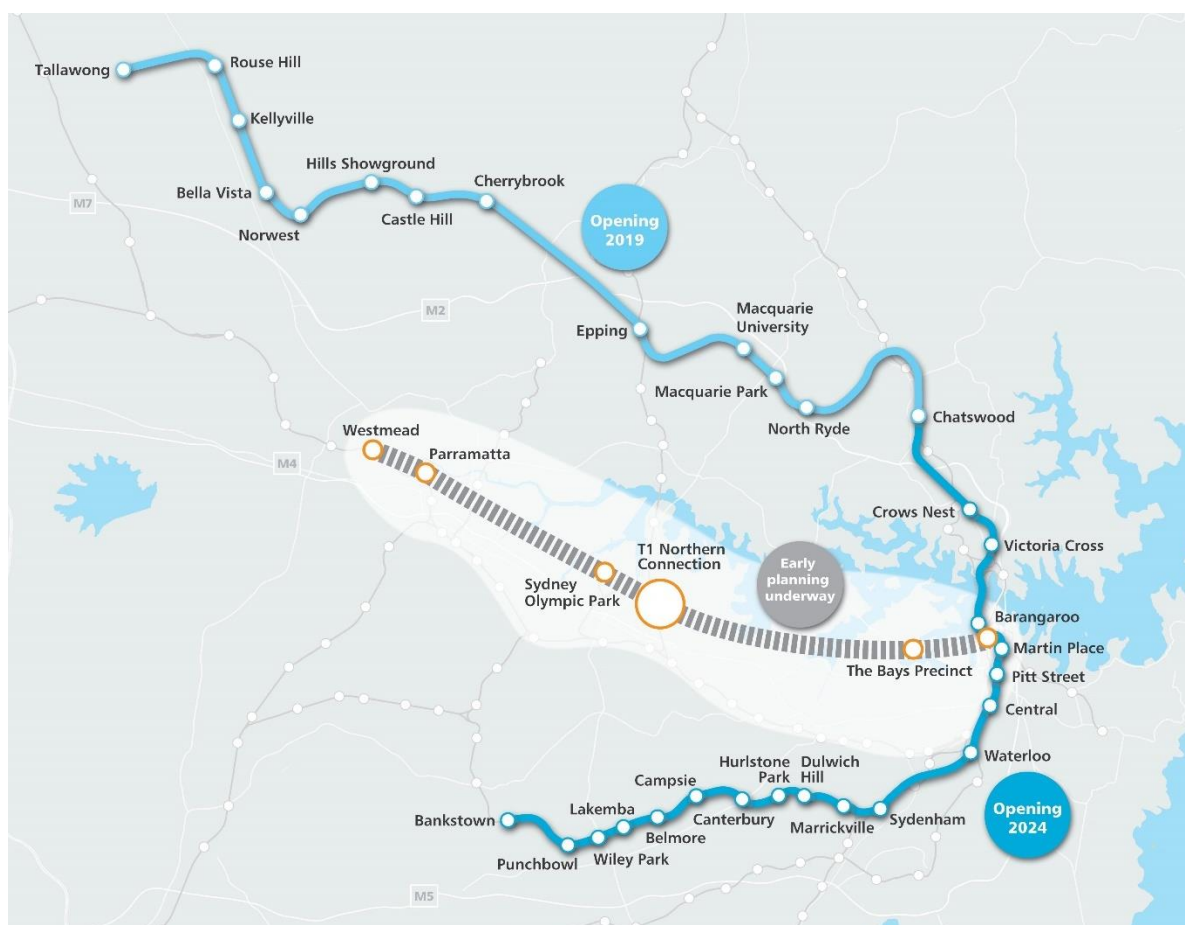 Tallawong
Rouse Hill
Kellyville
Bella Vista
Norwest
Hills Showground
Castle Hill
Cherrybrook
Opening
2019
M7
M2
Epping
Macquarie
University
Macquarie Park
North Ryde
Chatswood
Westmead
Parramatta
M4
Crows Nest
Victoria Cross
T1 Northern
Connection
Early
planning
underway
Sydney
Olympic Park
Barangaroo
Martin Place
The Bays Precinct
Pitt Street
Central
Waterloo
Hurlstone
Park
Dulwich
Hill
Campsie
Lakemba
Bankstown
Canterbury
Sydenham
Marrickville
Belmore
Wiley Park
Punchbowl
Opening
2024
M5